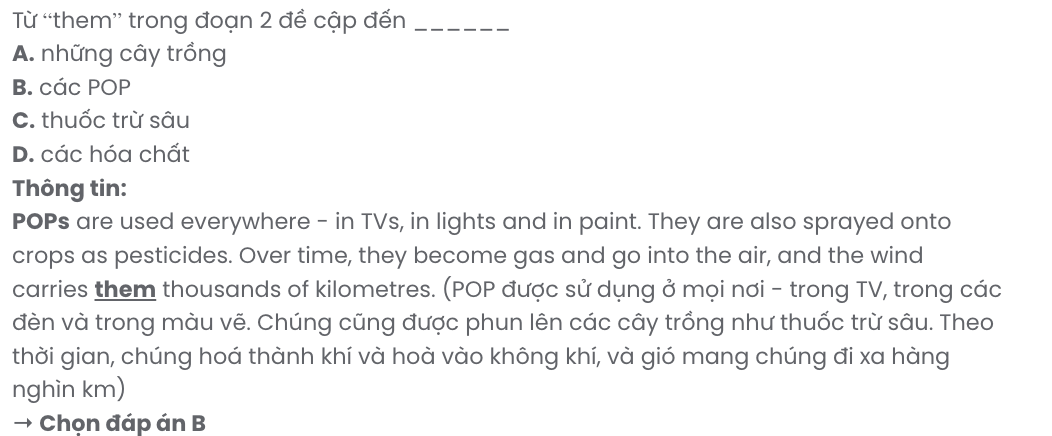 Từ “them” trong đoạn 2 đề cập đến ______
A. những cây trồng
B. các POP
C. thuốc trừ sâu
D. các hóa chất
Thông tin:
POPs are used everywhere - in TVs, in lights and in paint. They are also sprayed onto
crops as pesticides. Over time, they become gas and go into the air, and the wind
carries them thousands of kilometres. (POP được sử dụng ở mọi nơi - trong TV, trong các
đèn và trong màu vẽ. Chúng cũng được phun lên các cây trồng như thuốc trừ sâu. Theo
thời gian, chúng hoá thành khí và hoà vào không khí, và gió mang chúng đi xa hàng
nghìn km)
→ Chọn đáp án B